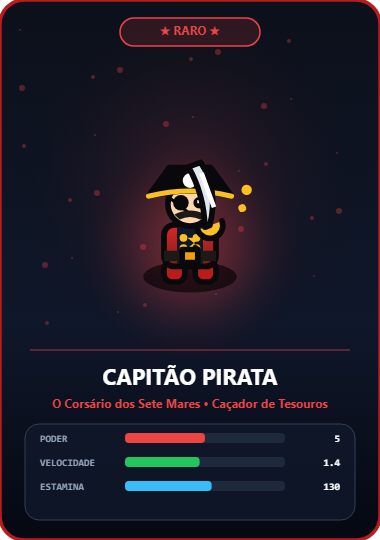 ★ RARO ★
CAPITÃO PIRATA
O Corsário dos Sete Mares • Caçador de Tesouros
PODER 5
VELOCIDADE 1.4
ESTAMINA 130